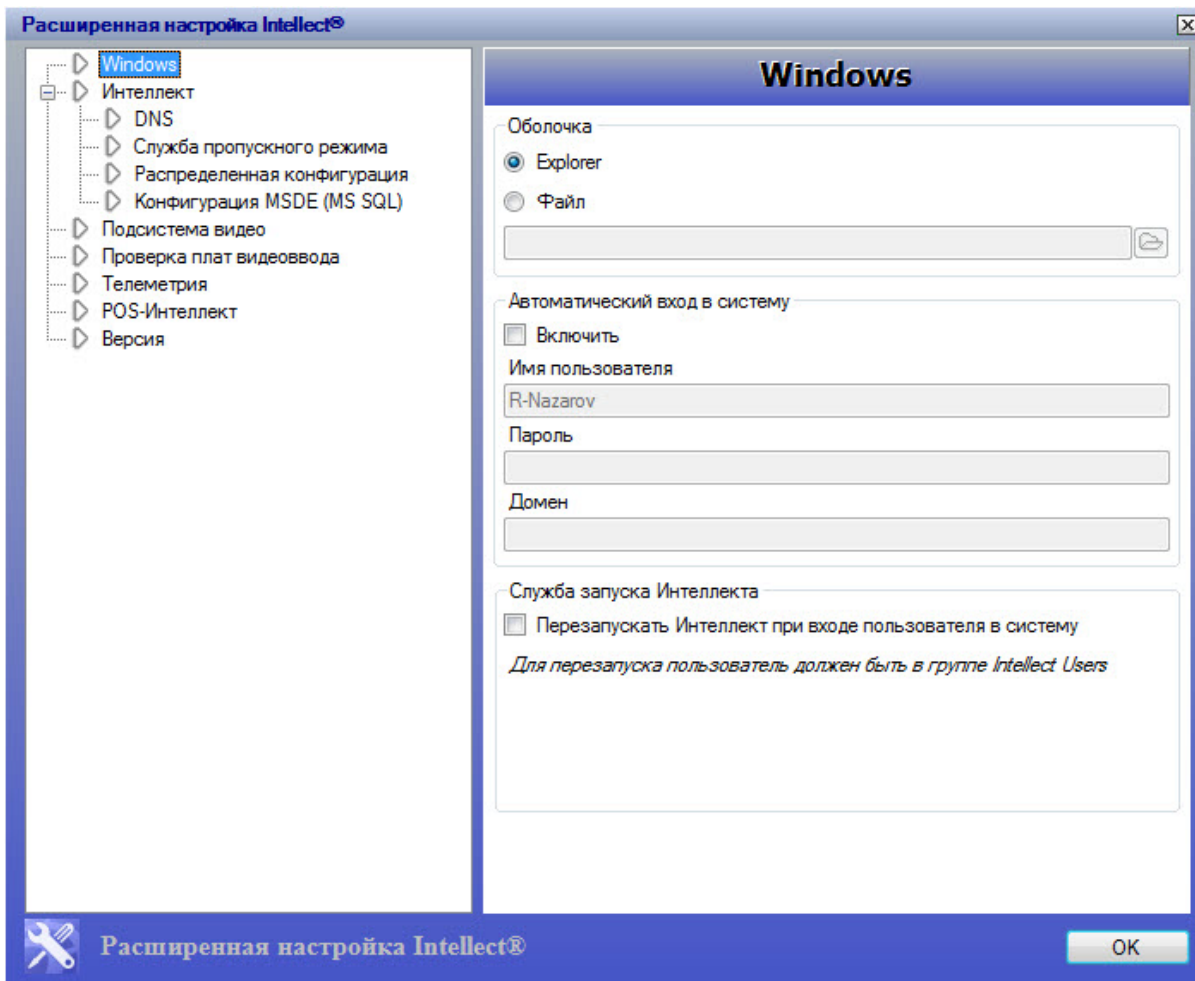 Расширенная настройка Intellect®
Windows
Интеллект
DNS
Служба пропускного режима
Распределенная конфигурация
Конфигурация MSDE (MS SQL)
Подсистема видео
Проверка плат видеоввода
Телеметрия
POS-Интеллект
Версия
Windows
Оболочка
Explorer
Файл
Автоматический вход в систему
Включить
Имя пользователя
R-Nazarov
Пароль
Домен
Служба запуска Интеллекта
Перезапускать Интеллект при входе пользователя в систему
Для перезапуска пользователь должен быть в группе Intellect Users
Расширенная настройка Intellect®
OK